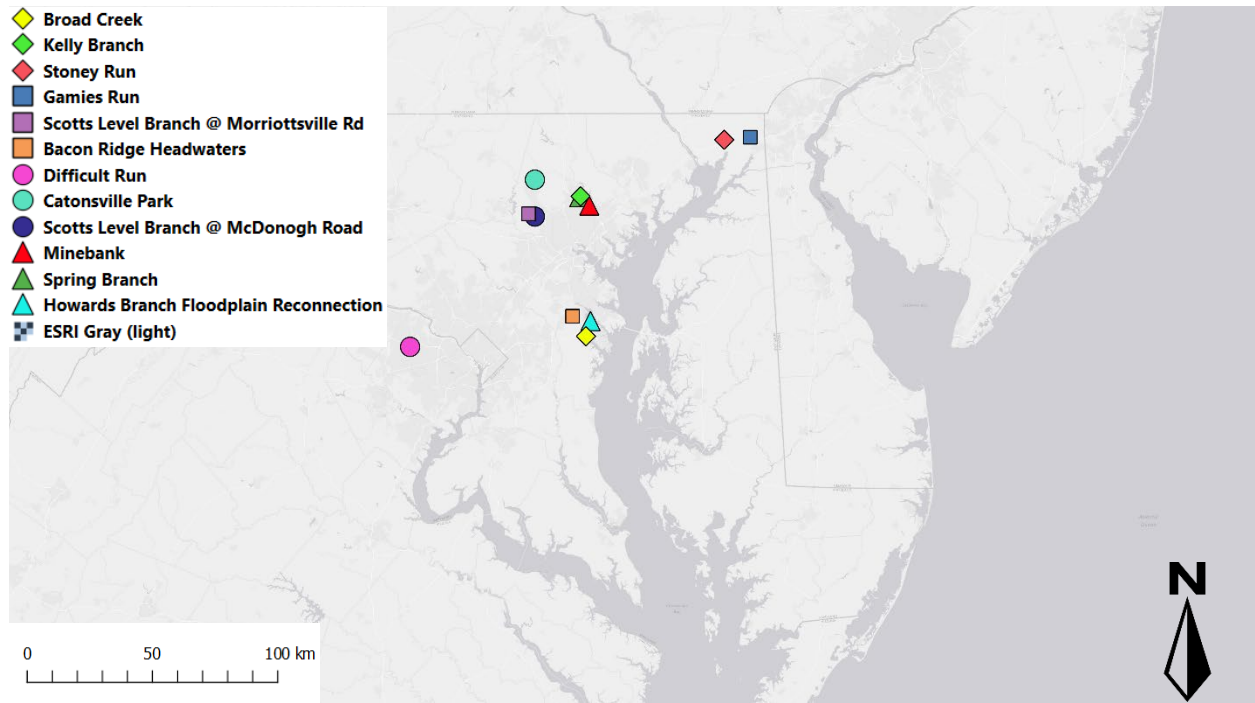 Broad Creek
Kelly Branch
Stoney Run
Gamies Run
Scotts Level Branch @ Morriottsville Rd
Bacon Ridge Headwaters
Difficult Run
Catonsville Park
Scotts Level Branch @ McDonogh Road
Minebank
Spring Branch
Howards Branch Floodplain Reconnection
ESRI Gray (light)
0 50 100 km
N